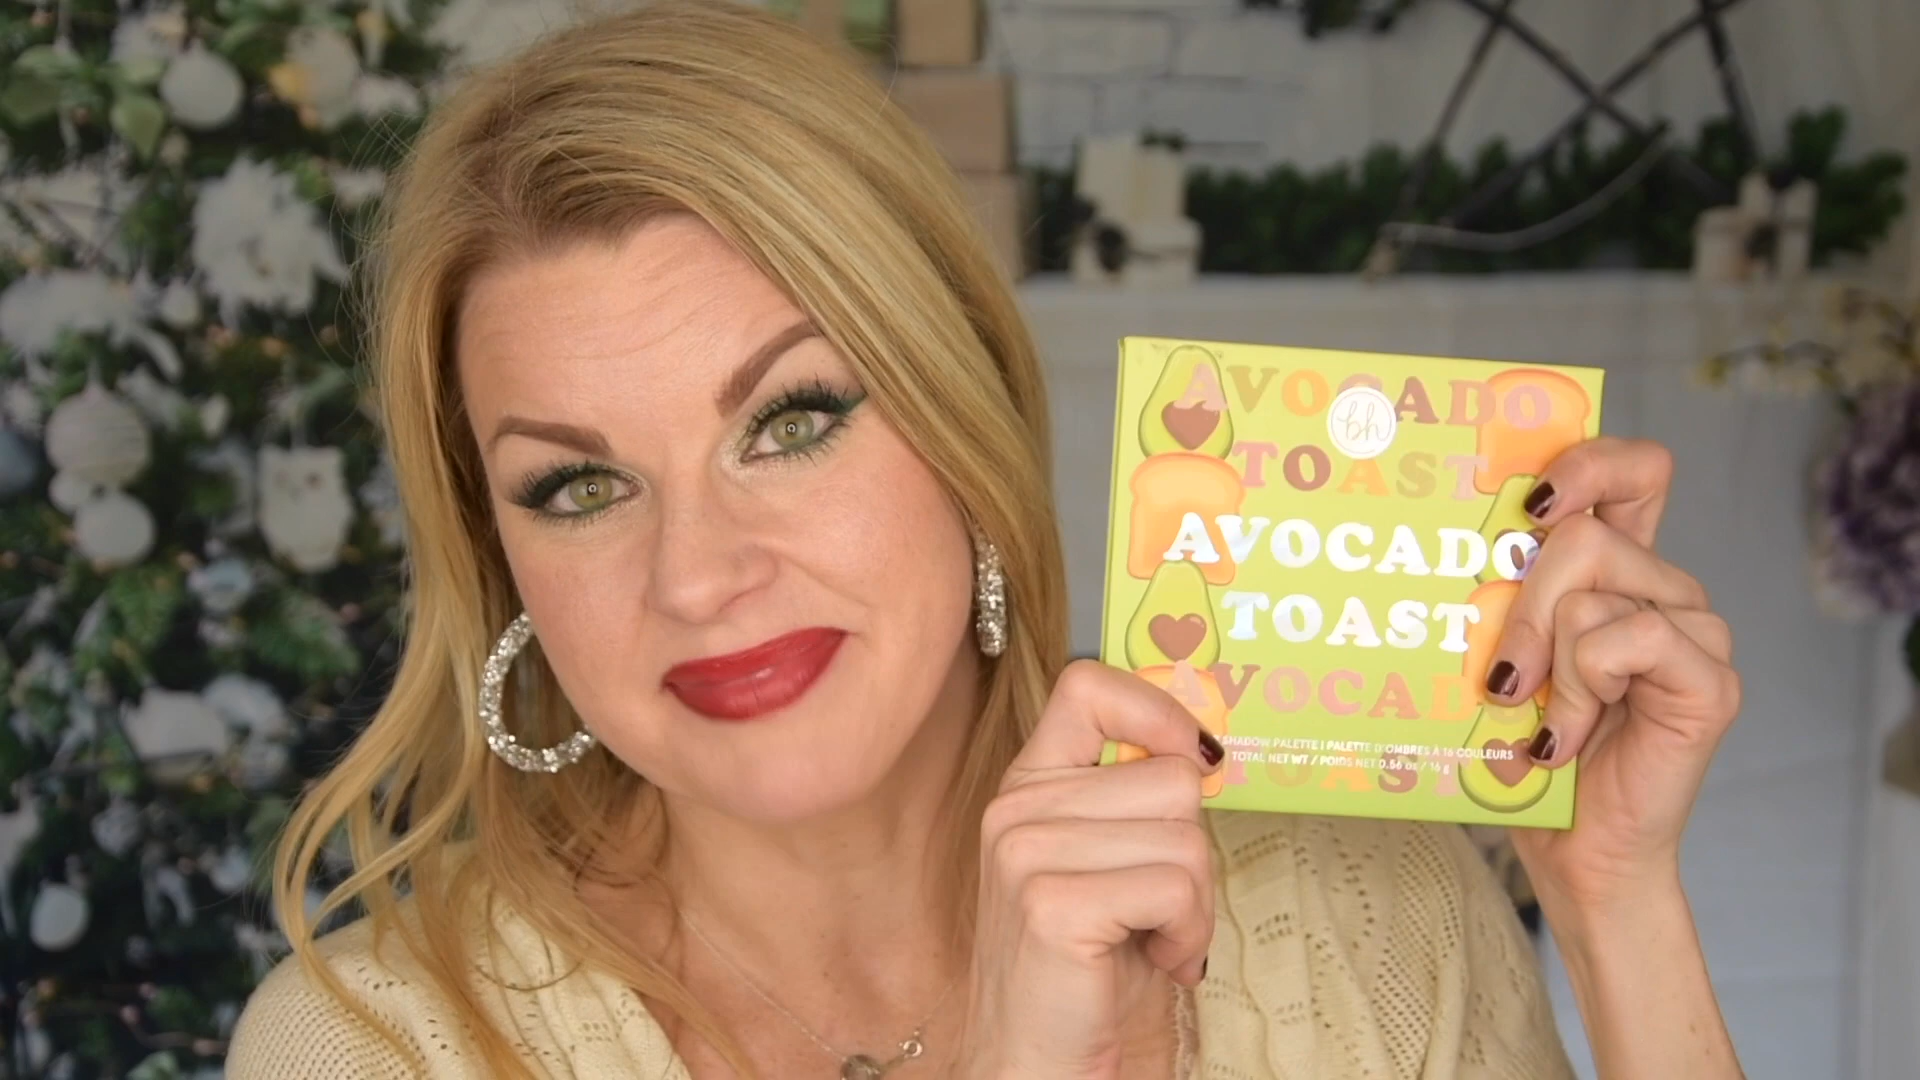 AVOCADO
bh
TOAST
AVOCADO
TOAST
AVOCADO
SHADOW PALETTE | PALETTE D'OMBRES À 16 COULEURS
TOTAL NET WT / POIDS NET 0.56 oz / 16 g
TOAST